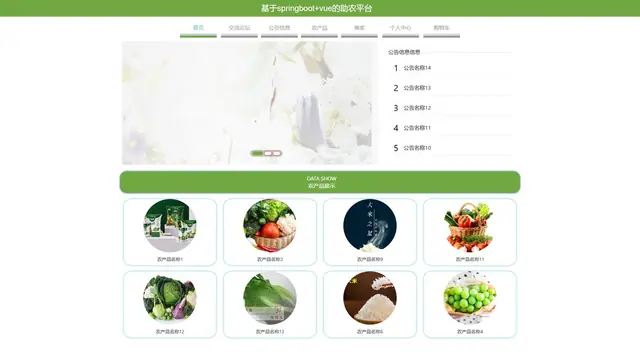 基于springboot+vue的助农平台
首页 交流论坛 公告信息 农产品 商家 个人中心 购物车
公告信息信息
1 公告名称14
2 公告名称13
3 公告名称12
4 公告名称11
5 公告名称10
DATA SHOW
农产品展示
农产品名称1 农产品名称2 农产品名称9 农产品名称11
大米之是
农产品名称12 农产品名称13 农产品名称6 农产品名称4